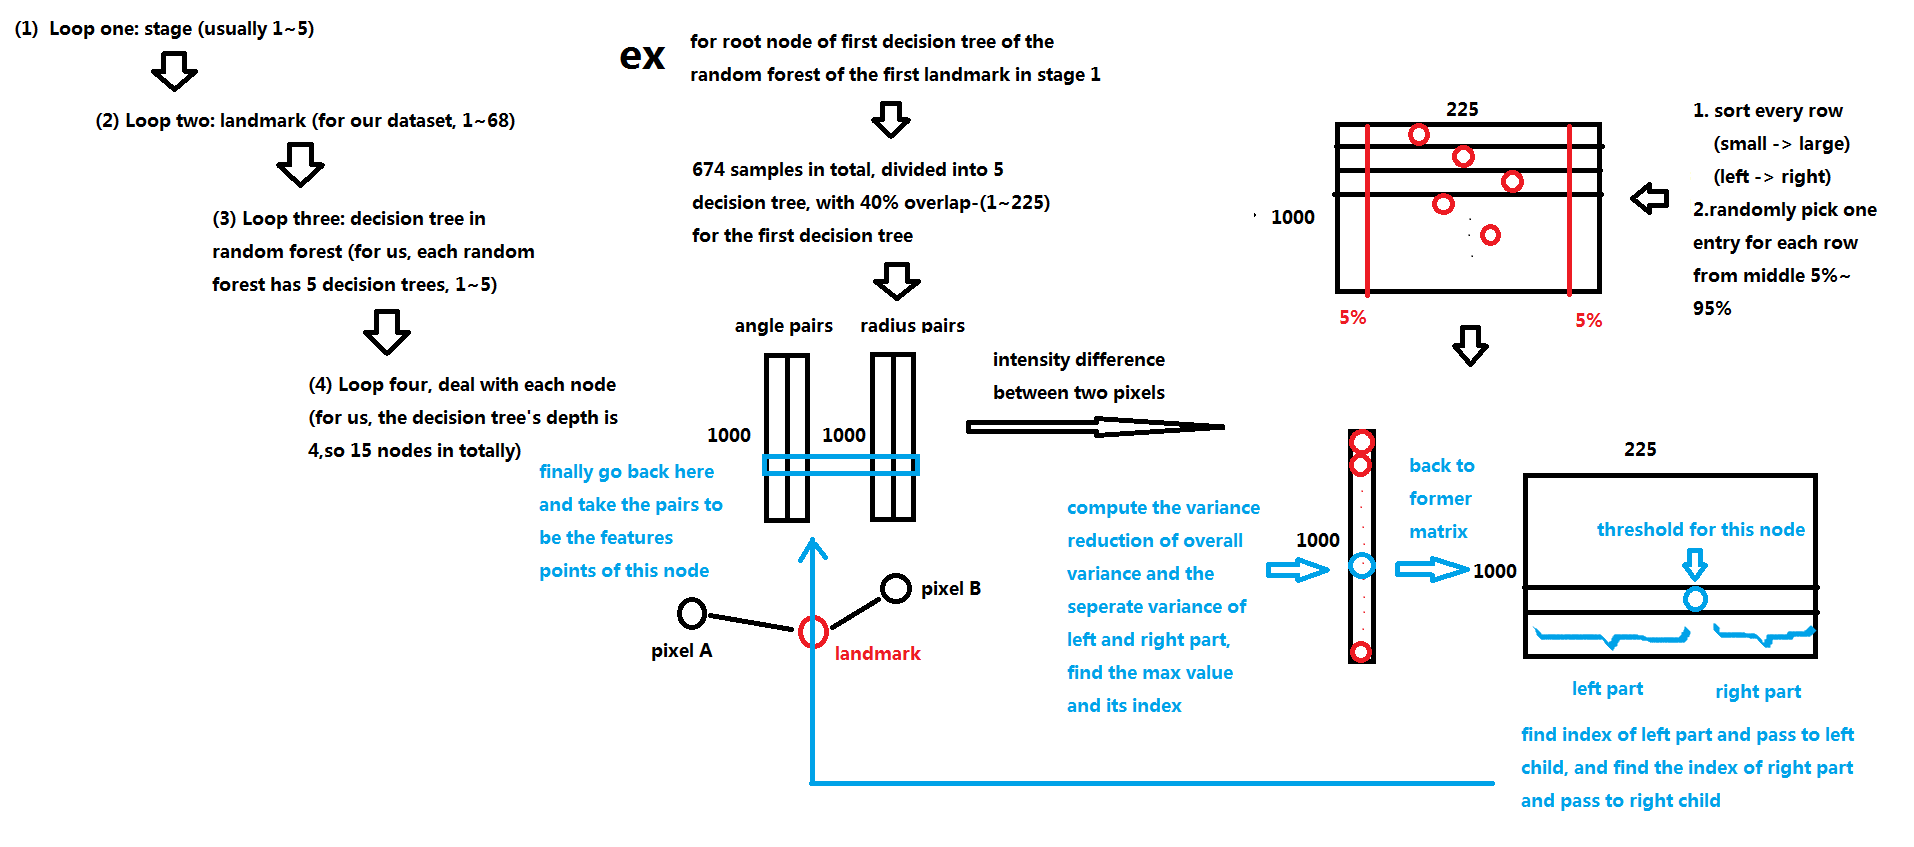 (1) Loop one: stage (usually 1~5)
(2) Loop two: landmark (for our dataset, 1~68)
(3) Loop three: decision tree in
random forest (for us, each random
forest has 5 decision trees, 1~5)
(4) Loop four, deal with each node
(for us, the decision tree's depth is
4,so 15 nodes in totally)
ex
for root node of first decision tree of the
random forest of the first landmark in stage 1
674 samples in total, divided into 5
decision tree, with 40% overlap-(1~225)
for the first decision tree
angle pairs
radius pairs
1000
1000
finally go back here
and take the pairs to
be the features
points of this node
pixel A
pixel B
landmark
intensity difference
between two pixels
225
1000
5%
5%
1. sort every row
(small -> large)
(left -> right)
2.randomly pick one
entry for each row
from middle 5%~
95%
compute the variance
reduction of overall
variance and the
seperate variance of
left and right part,
find the max value
and its index
1000
back to
former
matrix
225
1000
threshold for this node
left part
right part
find index of left part and pass to left
child, and find the index of right part
and pass to right child